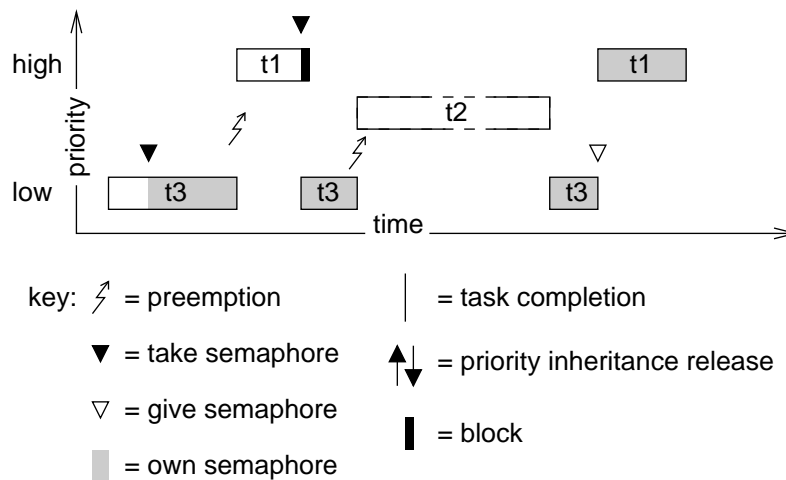 high
t1
t1
t2
priority
low
t3
t3
t3
time
key:
= preemption
= task completion
= take semaphore
= priority inheritance release
= give semaphore
= block
= own semaphore